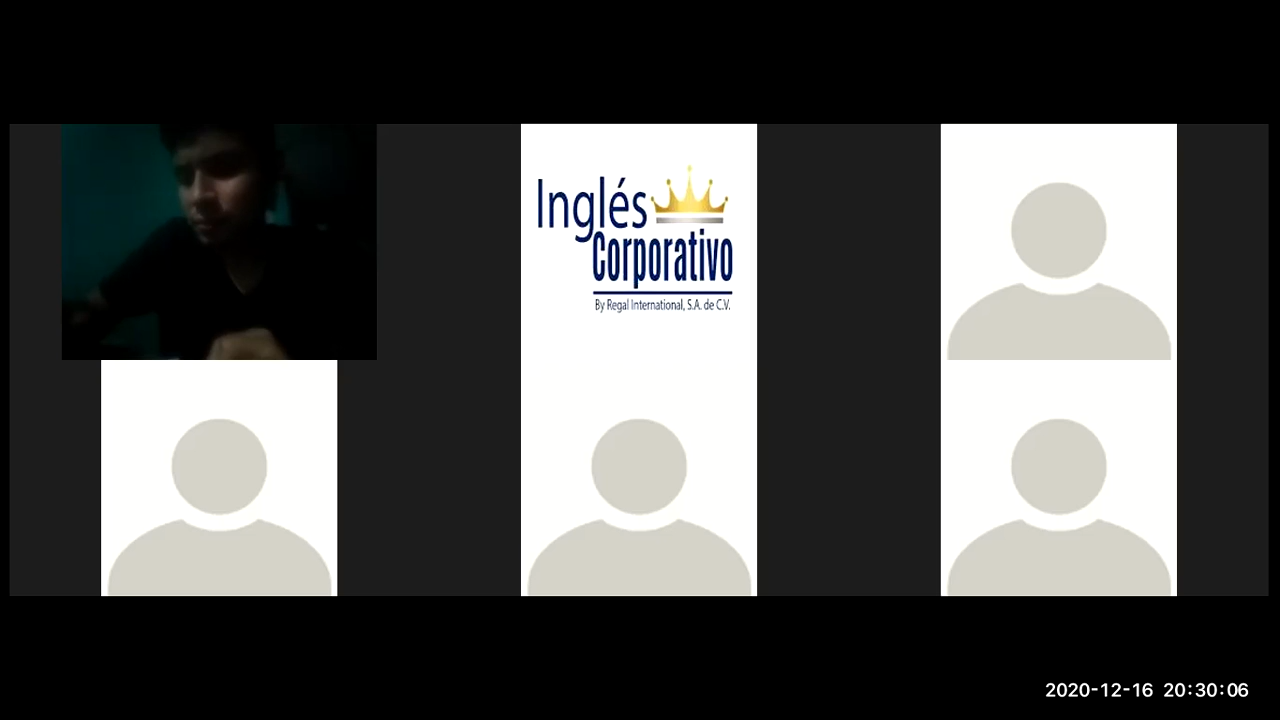 Inglés
Corporativo
By Regal International, S.A. de C.V.
2020-12-16 20:30:06